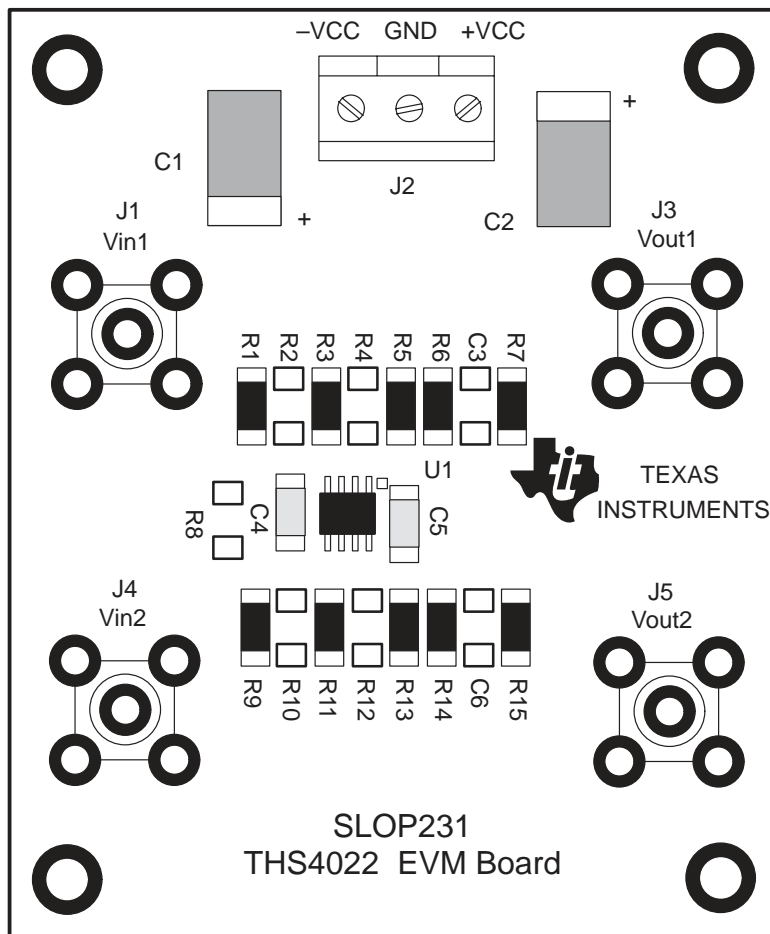 –VCC GND +VCC
C1
+
J2
+
C2
J1
Vin1
J3
Vout1
R1 R2 R3 R4 R5 R6 C3 R7
U1
R8
C4
C5
TEXAS
INSTRUMENTS
J4
Vin2
J5
Vout2
R9 R10 R11 R12 R13 R14 C6 R15
SLOP231
THS4022 EVM Board